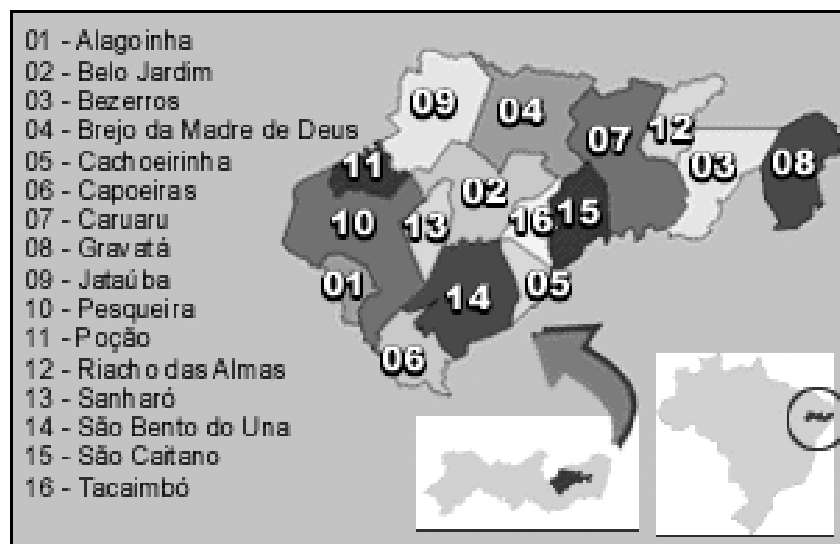 01 - Alagoinha
02 - Belo Jardim
03 - Bezerros
04 - Brejo da Madre de Deus
05 - Cachoeirinha
06 - Capoeiras
07 - Caruaru
08 - Gravatá
09 - Jataúba
10 - Pesqueira
11 - Poção
12 - Riacho das Almas
13 - Sanharó
14 - São Bento do Una
15 - São Caitano
16 - Tacaimbó
09
04
07
12
03
08
11
02
10
13
16
15
01
14
05
06